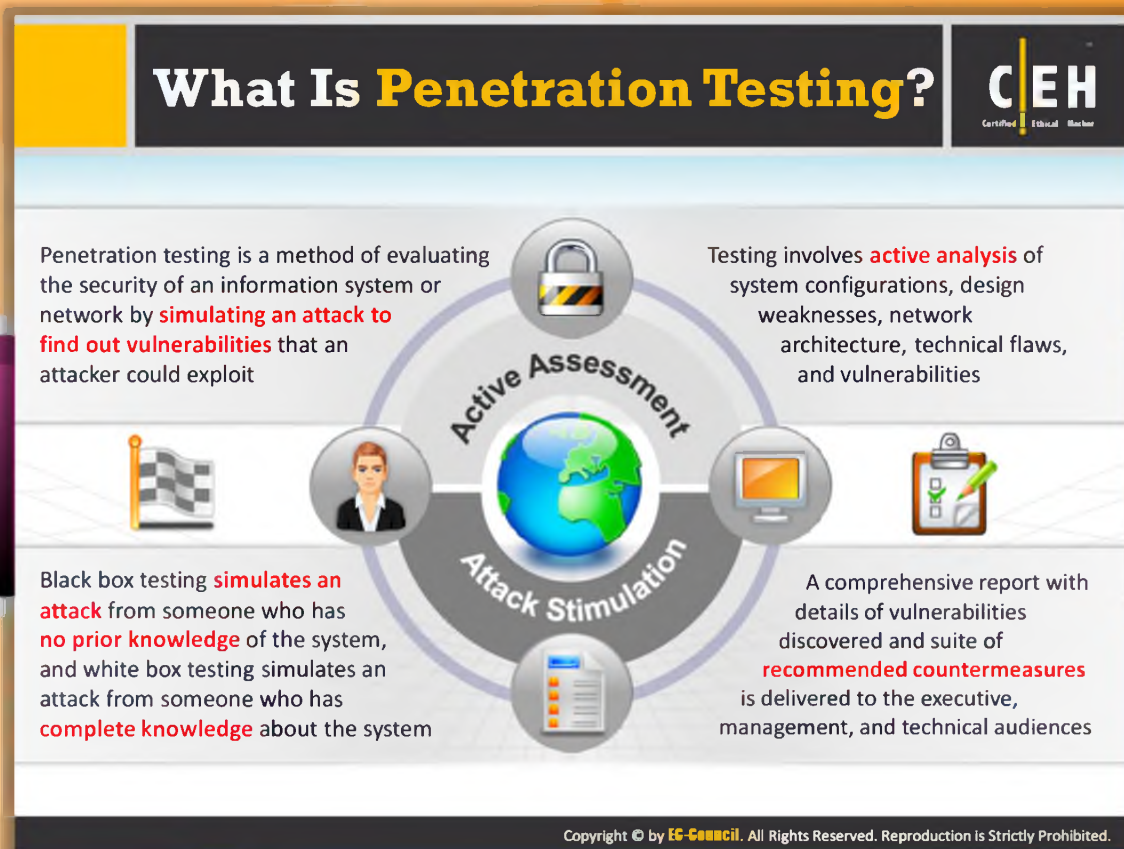 What Is Penetration Testing?
C|EH
Certified Ethical Hacker
Penetration testing is a method of evaluating
the security of an information system or
network by simulating an attack to
find out vulnerabilities that an
attacker could exploit
Testing involves active analysis of
system configurations, design
weaknesses, network
architecture, technical flaws,
and vulnerabilities
Active Assessment
Attack Stimulation
Black box testing simulates an
attack from someone who has
no prior knowledge of the system,
and white box testing simulates an
attack from someone who has
complete knowledge about the system
A comprehensive report with
details of vulnerabilities
discovered and suite of
recommended countermeasures
is delivered to the executive,
management, and technical audiences
Copyright © by EC-Council. All Rights Reserved. Reproduction is Strictly Prohibited.